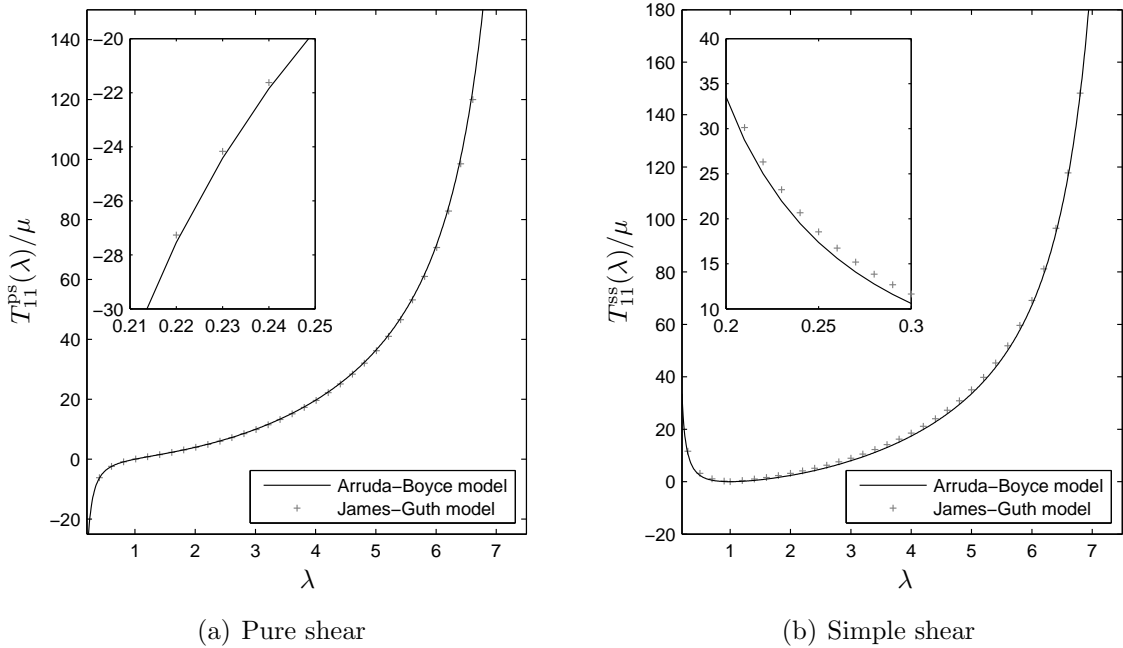 140
120
100
80
60
40
20
0
−20
−20
−22
−24
−26
−28
−30
0.21 0.22 0.23 0.24 0.25
Arruda−Boyce model
James−Guth model
1 2 3 4 5 6 7
λ
T₁₁^ps(λ)/μ
(a) Pure shear
180
160
140
120
100
80
60
40
20
0
−20
40
35
30
25
20
15
10
0.2 0.25 0.3
Arruda−Boyce model
James−Guth model
1 2 3 4 5 6 7
λ
T₁₁^ss(λ)/μ
(b) Simple shear